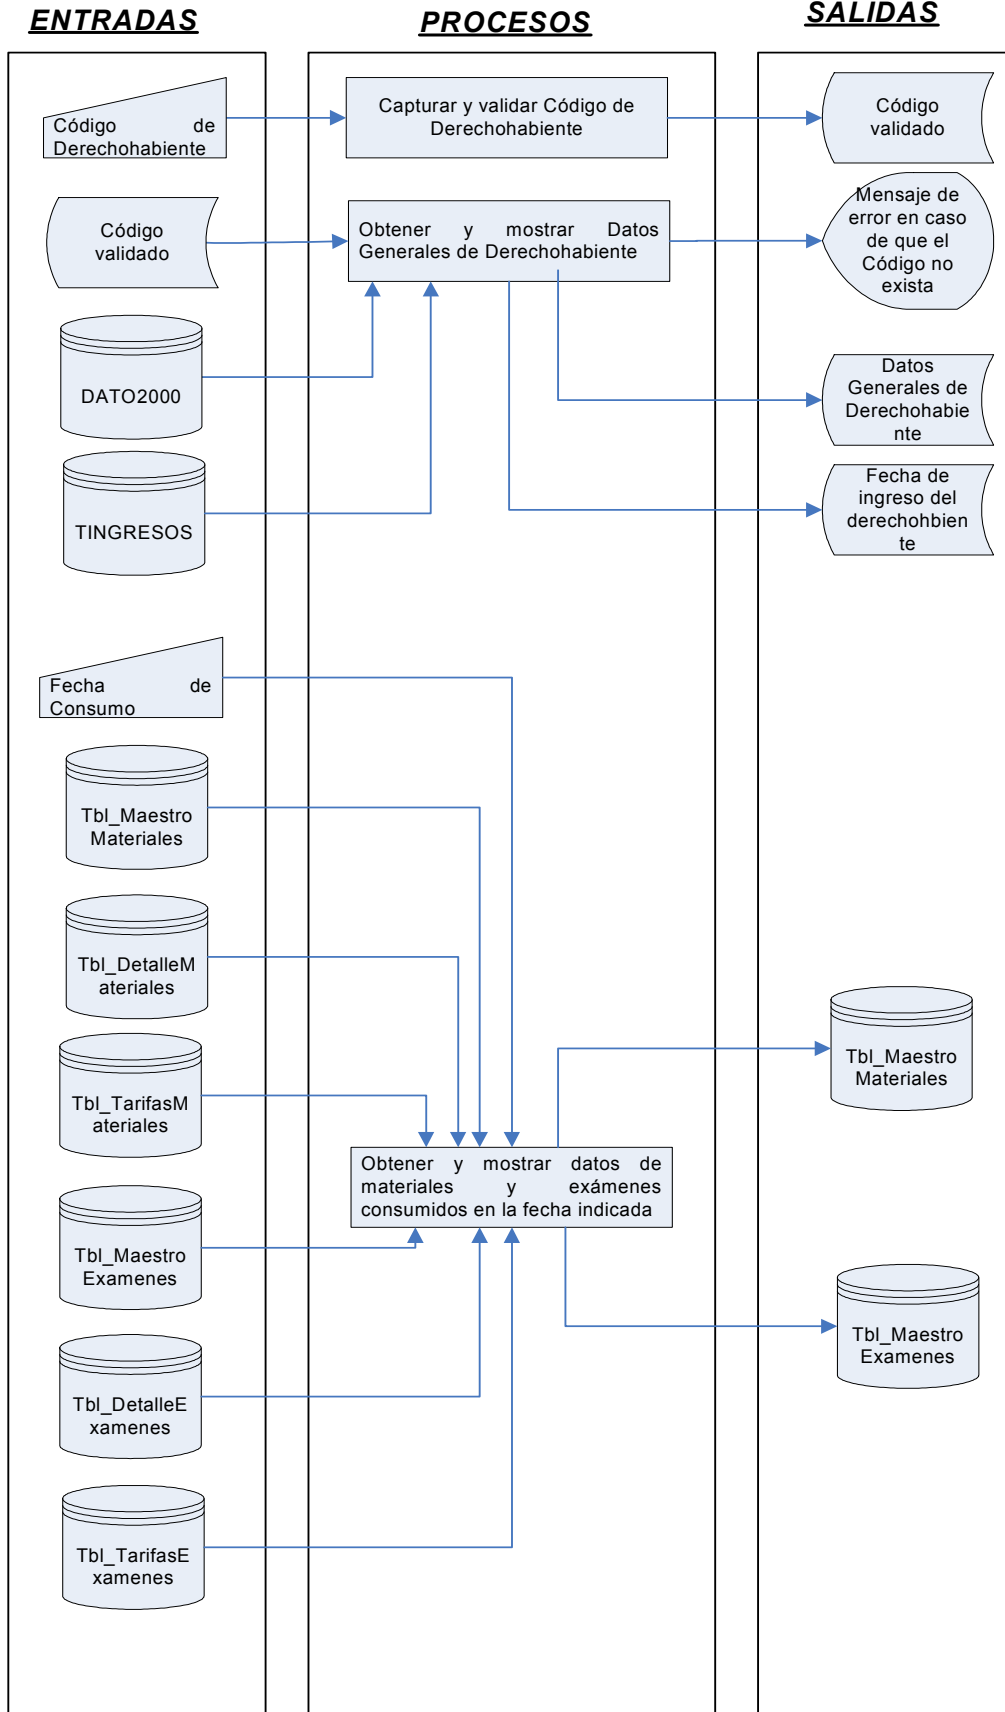 ENTRADAS
PROCESOS
SALIDAS
Código de
Derechohabiente
Capturar y validar Código de
Derechohabiente
Código
validado
Código
validado
Obtener y mostrar Datos
Generales de Derechohabiente
Mensaje de
error en caso
de que el
Código no
exista
DATO2000
Datos
Generales de
Derechohabie
nte
TINGRESOS
Fecha de
ingreso del
derechohbien
te
Fecha de
Consumo
Tbl_Maestro
Materiales
Tbl_DetalleM
ateriales
Tbl_TarifasM
ateriales
Tbl_Maestro
Materiales
Obtener y mostrar datos de
materiales y exámenes
consumidos en la fecha indicada
Tbl_Maestro
Examenes
Tbl_Maestro
Examenes
Tbl_DetalleE
xamenes
Tbl_TarifasE
xamenes